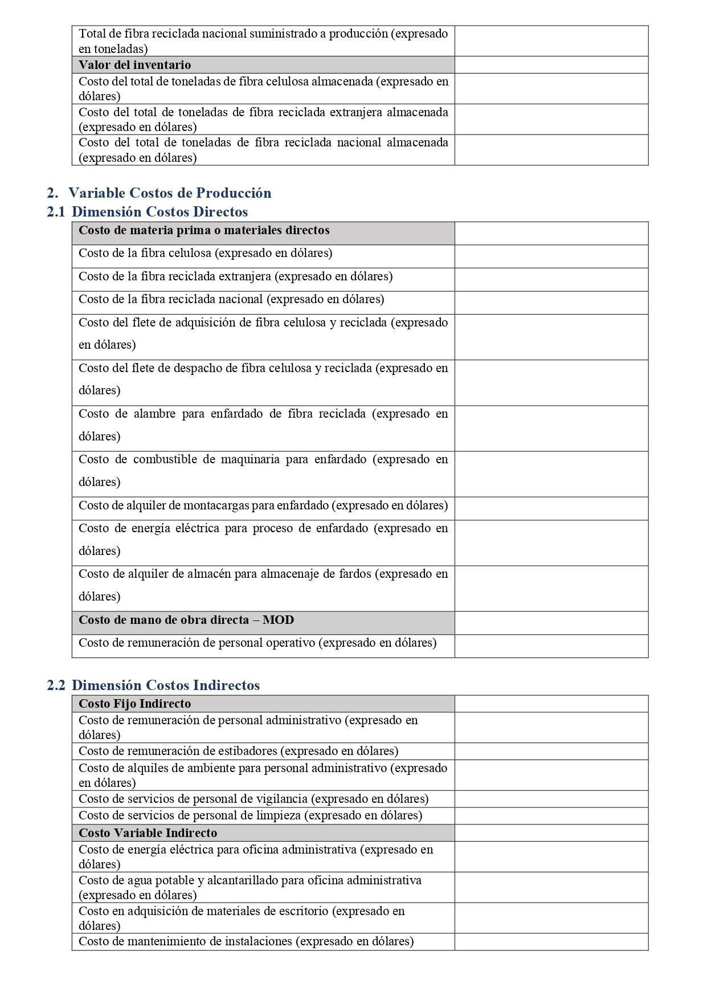 Total de fibra reciclada nacional suministrado a producción (expresado
en toneladas)
Valor del inventario
Costo del total de toneladas de fibra celulosa almacenada (expresado en
dólares)
Costo del total de toneladas de fibra reciclada extranjera almacenada
(expresado en dólares)
Costo del total de toneladas de fibra reciclada nacional almacenada
(expresado en dólares)
2. Variable Costos de Producción
2.1 Dimensión Costos Directos
Costo de materia prima o materiales directos
Costo de la fibra celulosa (expresado en dólares)
Costo de la fibra reciclada extranjera (expresado en dólares)
Costo de la fibra reciclada nacional (expresado en dólares)
Costo del flete de adquisición de fibra celulosa y reciclada (expresado
en dólares)
Costo del flete de despacho de fibra celulosa y reciclada (expresado en
dólares)
Costo de alambre para enfardado de fibra reciclada (expresado en
dólares)
Costo de combustible de maquinaria para enfardado (expresado en
dólares)
Costo de alquiler de montacargas para enfardado (expresado en dólares)
Costo de energía eléctrica para proceso de enfardado (expresado en
dólares)
Costo de alquiler de almacén para almacenaje de fardos (expresado en
dólares)
Costo de mano de obra directa – MOD
Costo de remuneración de personal operativo (expresado en dólares)
2.2 Dimensión Costos Indirectos
Costo Fijo Indirecto
Costo de remuneración de personal administrativo (expresado en
dólares)
Costo de remuneración de estibadores (expresado en dólares)
Costo de alquiles de ambiente para personal administrativo (expresado
en dólares)
Costo de servicios de personal de vigilancia (expresado en dólares)
Costo de servicios de personal de limpieza (expresado en dólares)
Costo Variable Indirecto
Costo de energía eléctrica para oficina administrativa (expresado en
dólares)
Costo de agua potable y alcantarillado para oficina administrativa
(expresado en dólares)
Costo en adquisición de materiales de escritorio (expresado en
dólares)
Costo de mantenimiento de instalaciones (expresado en dólares)